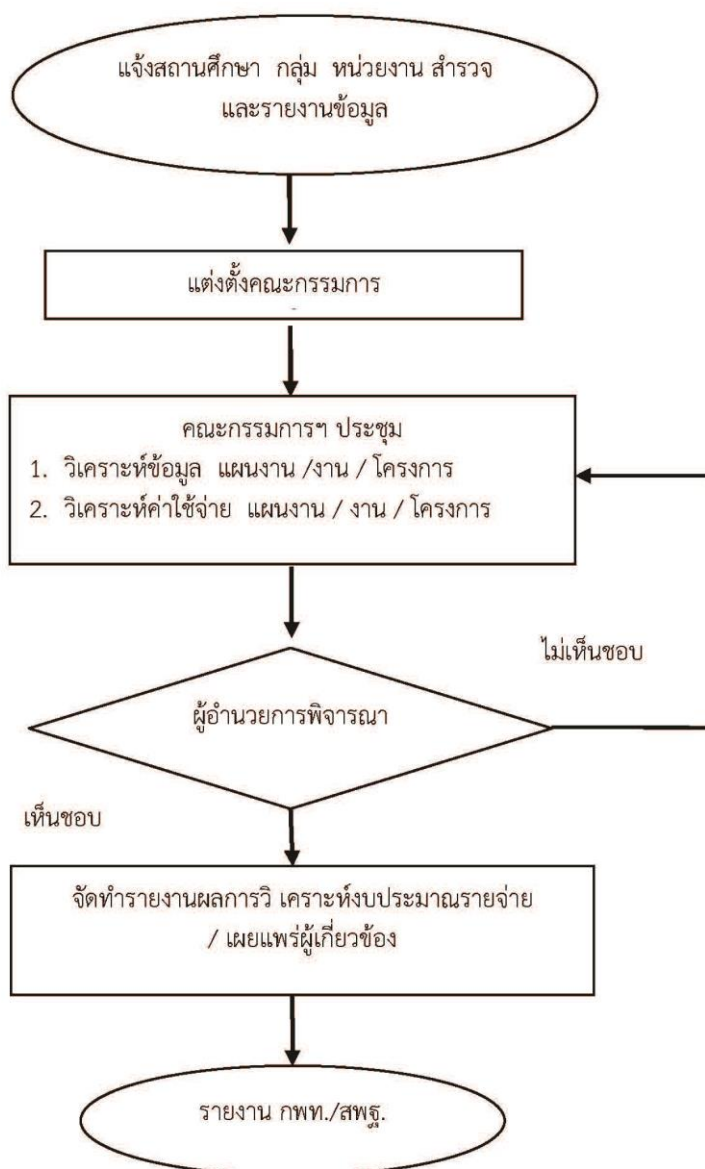 แจ้งสถานศึกษา กลุ่ม หน่วยงาน สำรวจ
และรายงานข้อมูล
แต่งตั้งคณะกรรมการ
คณะกรรมการฯ ประชุม
1. วิเคราะห์ข้อมูล แผนงาน /งาน / โครงการ
2. วิเคราะห์ค่าใช้จ่าย แผนงาน / งาน / โครงการ
ไม่เห็นชอบ
ผู้อำนวยการพิจารณา
เห็นชอบ
จัดทำรายงานผลการวิ เคราะห์งบประมาณรายจ่าย
/ เผยแพร่ผู้เกี่ยวข้อง
รายงาน กพท./สพฐ.